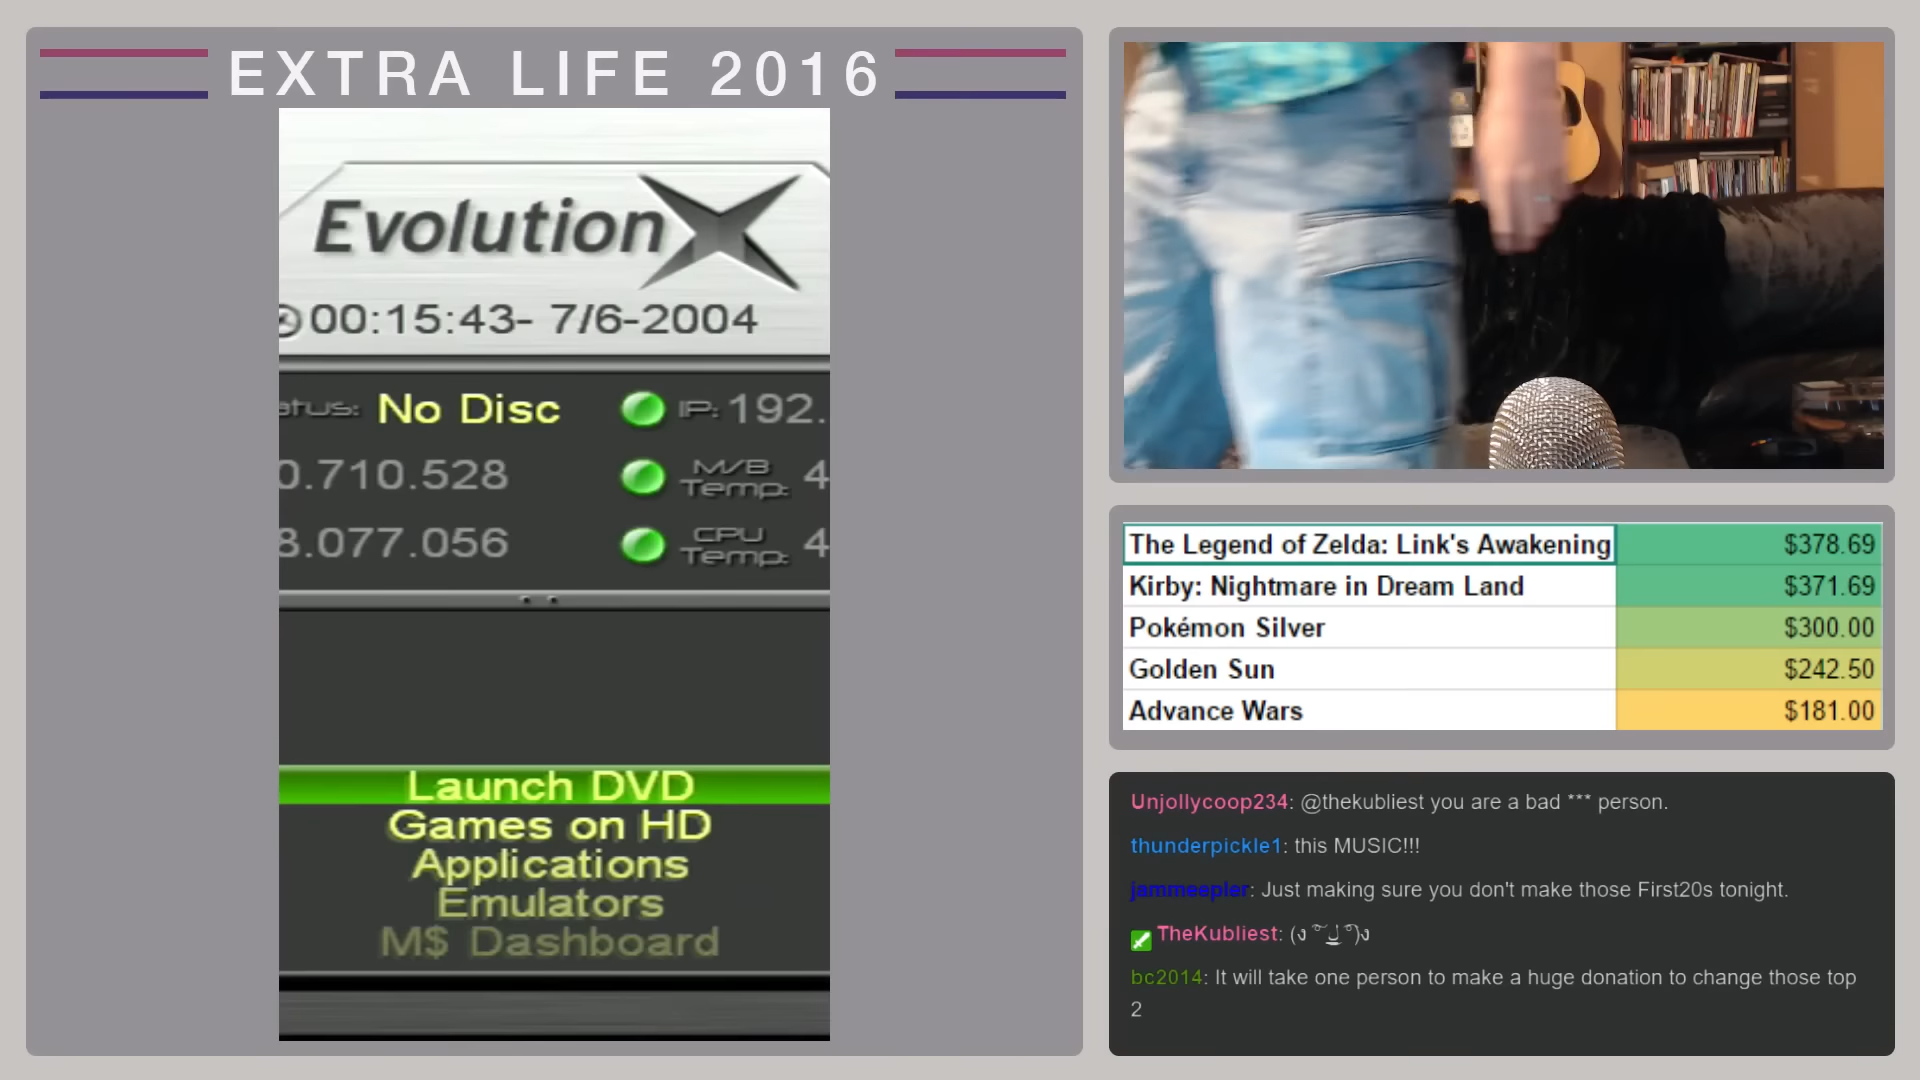 EXTRA LIFE 2016
Evolution X
00:15:43- 7/6-2004
atus: No Disc
IP: 192.
0.710.528
M/B Temp: 4
8.077.056
CPU Temp: 4
Launch DVD
Games on HD
Applications
Emulators
M$ Dashboard
The Legend of Zelda: Link's Awakening $378.69
Kirby: Nightmare in Dream Land $371.69
Pokémon Silver $300.00
Golden Sun $242.50
Advance Wars $181.00
Unjollycoop234: @thekubliest you are a bad *** person.
thunderpickle1: this MUSIC!!!
jammeepler: Just making sure you don't make those First20s tonight.
TheKubliest: (ง ͠° ͟ل͜ ͡°)ง
bc2014: It will take one person to make a huge donation to change those top
2